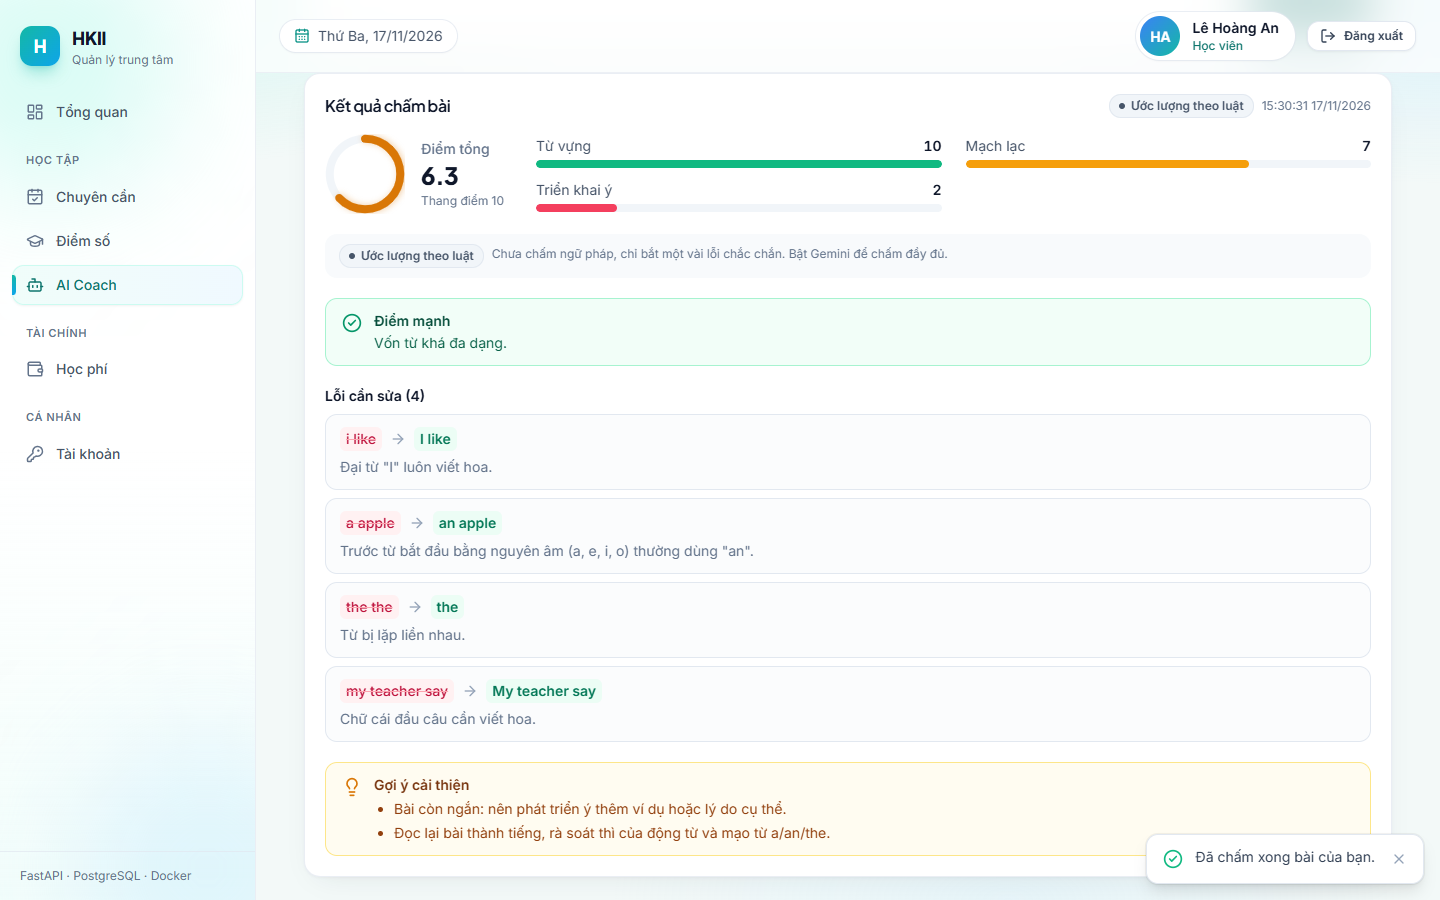 H
HKII
Quản lý trung tâm
Tổng quan
HỌC TẬP
Chuyên cần
Điểm số
AI Coach
TÀI CHÍNH
Học phí
CÁ NHÂN
Tài khoản
FastAPI · PostgreSQL · Docker
Thứ Ba, 17/11/2026
HA
Lê Hoàng An
Học viên
Đăng xuất
Kết quả chấm bài
Ước lượng theo luật
15:30:31 17/11/2026
Điểm tổng
6.3
Thang điểm 10
Từ vựng 10
Mạch lạc 7
Triển khai ý 2
Ước lượng theo luật
Chưa chấm ngữ pháp, chỉ bắt một vài lỗi chắc chắn. Bật Gemini để chấm đầy đủ.
Điểm mạnh
Vốn từ khá đa dạng.
Lỗi cần sửa (4)
i like → I like
Đại từ "I" luôn viết hoa.
a apple → an apple
Trước từ bắt đầu bằng nguyên âm (a, e, i, o) thường dùng "an".
the the → the
Từ bị lặp liền nhau.
my teacher say → My teacher say
Chữ cái đầu câu cần viết hoa.
Gợi ý cải thiện
• Bài còn ngắn: nên phát triển ý thêm ví dụ hoặc lý do cụ thể.
• Đọc lại bài thành tiếng, rà soát thì của động từ và mạo từ a/an/the.
Đã chấm xong bài của bạn.